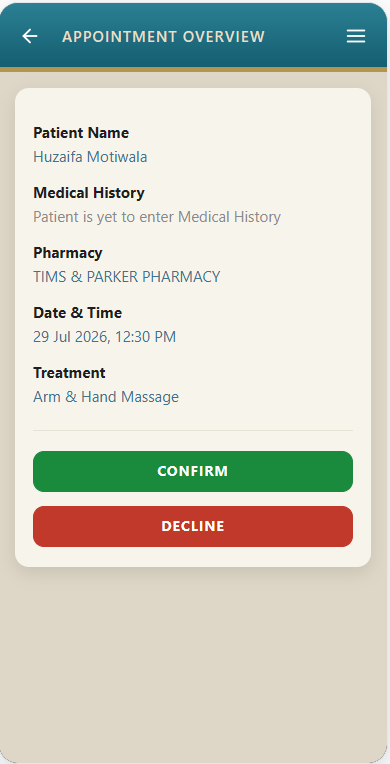 APPOINTMENT OVERVIEW
Patient Name
Huzaifa Motiwala
Medical History
Patient is yet to enter Medical History
Pharmacy
TIMS & PARKER PHARMACY
Date & Time
29 Jul 2026, 12:30 PM
Treatment
Arm & Hand Massage
CONFIRM
DECLINE